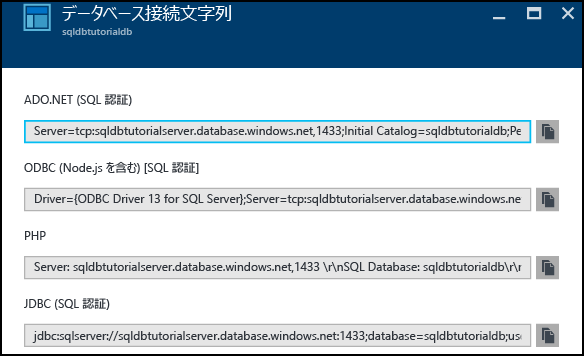 データベース接続文字列
sqldbtutorialdb
ADO.NET (SQL 認証)
Server=tcp:sqldbtutorialserver.database.windows.net,1433;Initial Catalog=sqldbtutorialdb;Pe
ODBC (Node.js を含む) [SQL 認証]
Driver={ODBC Driver 13 for SQL Server};Server=tcp:sqldbtutorialserver.database.windows.ne
PHP
Server: sqldbtutorialserver.database.windows.net,1433 \r\nSQL Database: sqldbtutorialdb\r\r
JDBC (SQL 認証)
jdbc:sqlserver://sqldbtutorialserver.database.windows.net:1433;database=sqldbtutorialdb;use